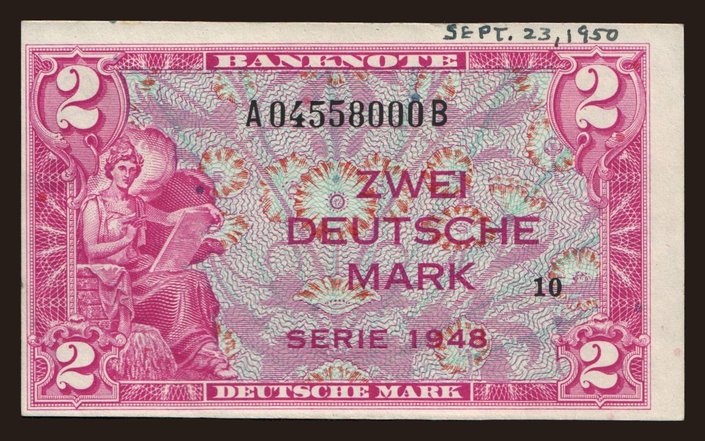 SEPT. 23, 1950
2 BANKNOTE 2
A04558000B
ZWEI
DEUTSCHE
MARK
10
SERIE 1948
2 DEUTSCHE MARK 2